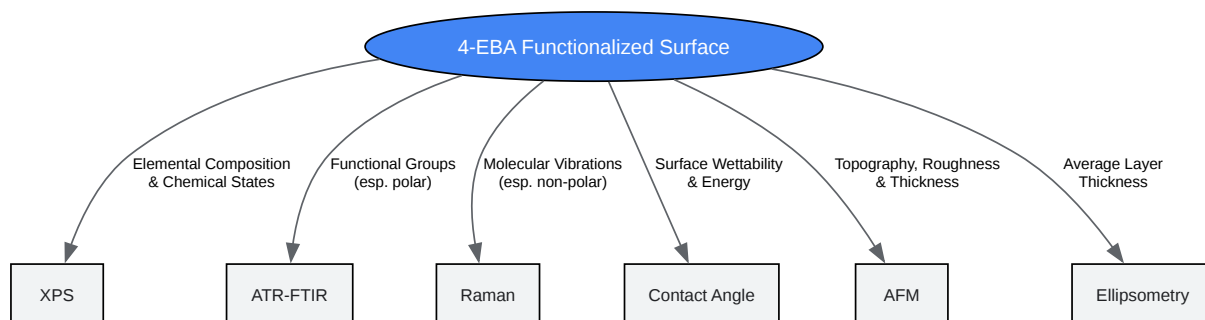 4-EBA Functionalized Surface
Elemental Composition
& Chemical States
Functional Groups
(esp. polar)
Molecular Vibrations
(esp. non-polar)
Surface Wettability
& Energy
Topography, Roughness
& Thickness
Average Layer
Thickness
XPS
ATR-FTIR
Raman
Contact Angle
AFM
Ellipsometry